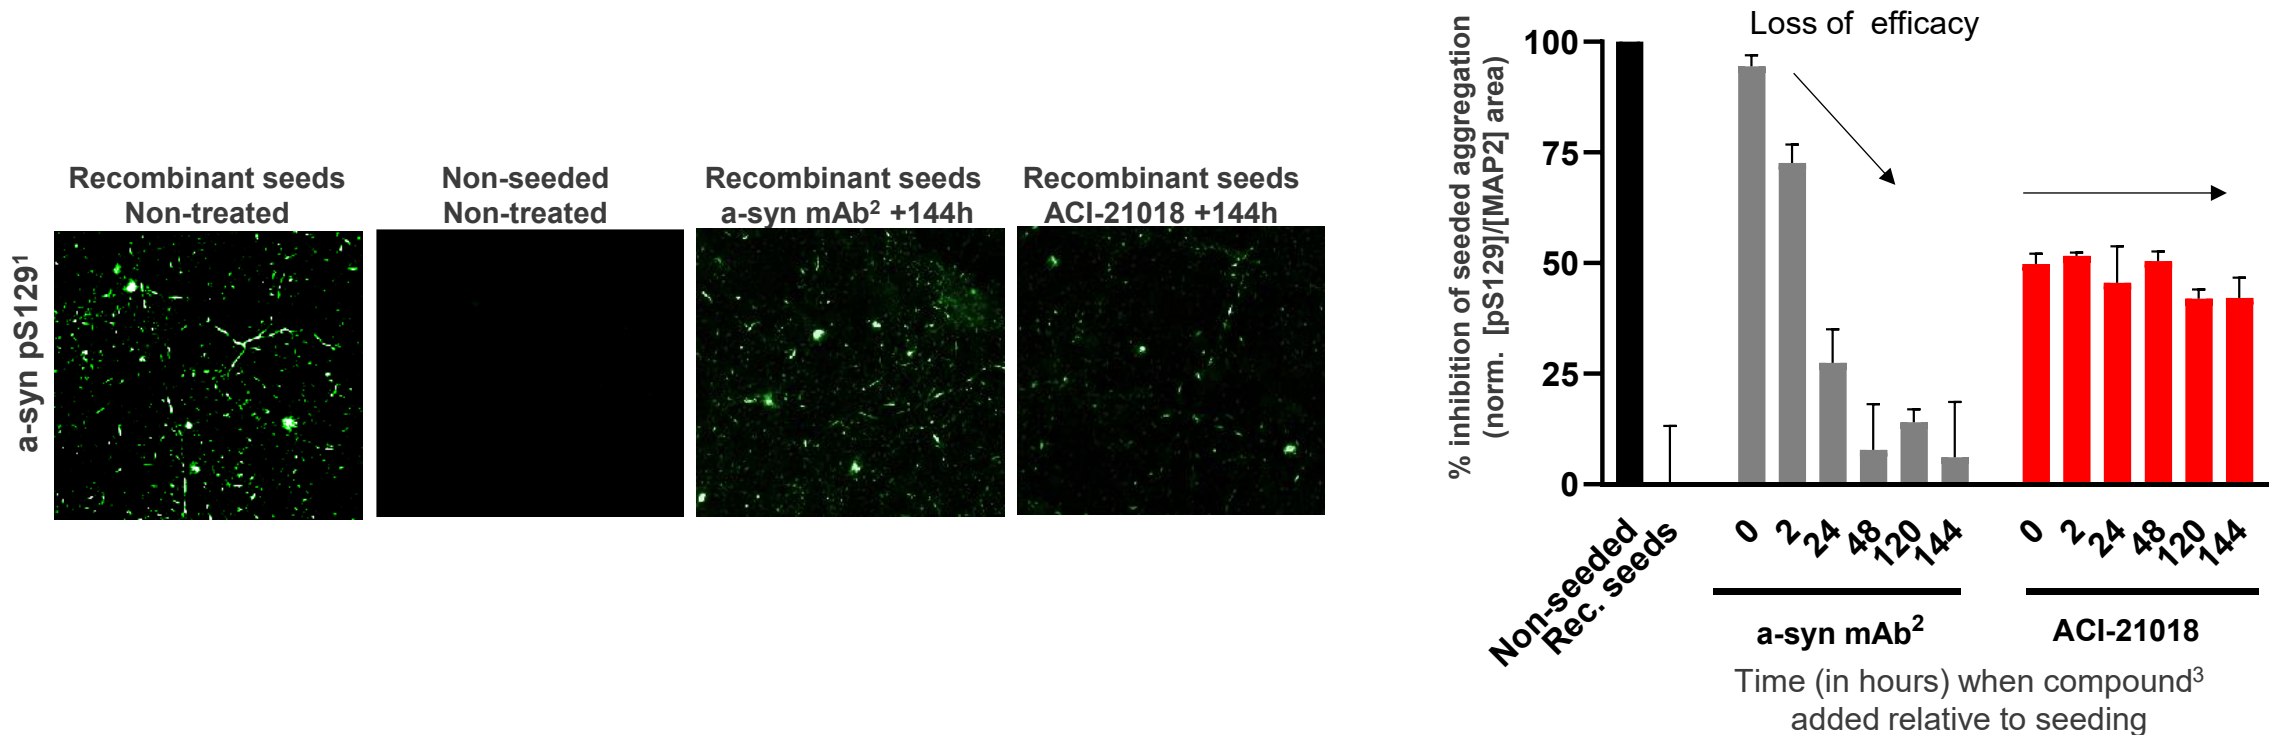 Recombinant seeds
Non-treated
Non-seeded
Non-treated
Recombinant seeds
a-syn mAb² +144h
Recombinant seeds
ACI-21018 +144h
a-syn pS129¹
Loss of efficacy
% inhibition of seeded aggregation
(norm. [pS129]/[MAP2] area)
100
75
50
25
0
Non-seeded
Rec. seeds
0
2
24
48
120
144
0
2
24
48
120
144
a-syn mAb²
ACI-21018
Time (in hours) when compound³
added relative to seeding